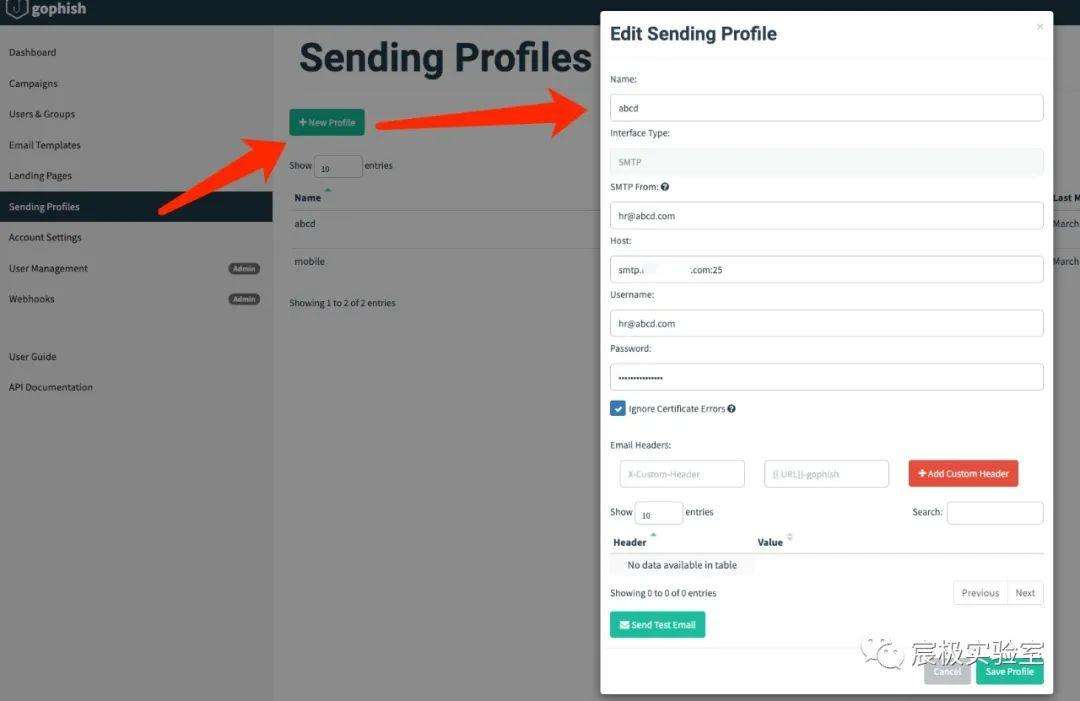 gophish
Dashboard
Campaigns
Users & Groups
Email Templates
Landing Pages
Sending Profiles
Account Settings
User Management Admin
Webhooks Admin
User Guide
API Documentation
Sending Profiles
New Profile
Show 10 entries
Name
abcd
mobile
Showing 1 to 2 of 2 entries
Last M
March
March
Edit Sending Profile
×
Name:
abcd
Interface Type:
SMTP
SMTP From:
hr@abcd.com
Host:
smtp. .com:25
Username:
hr@abcd.com
Password:
•••••••••••••••
Ignore Certificate Errors
Email Headers:
X-Custom-Header {{.URL}}-gophish + Add Custom Header
Show 10 entries Search:
Header Value
No data available in table
Showing 0 to 0 of 0 entries
Previous Next
Send Test Email
宸极实验室
Cancel Save Profile